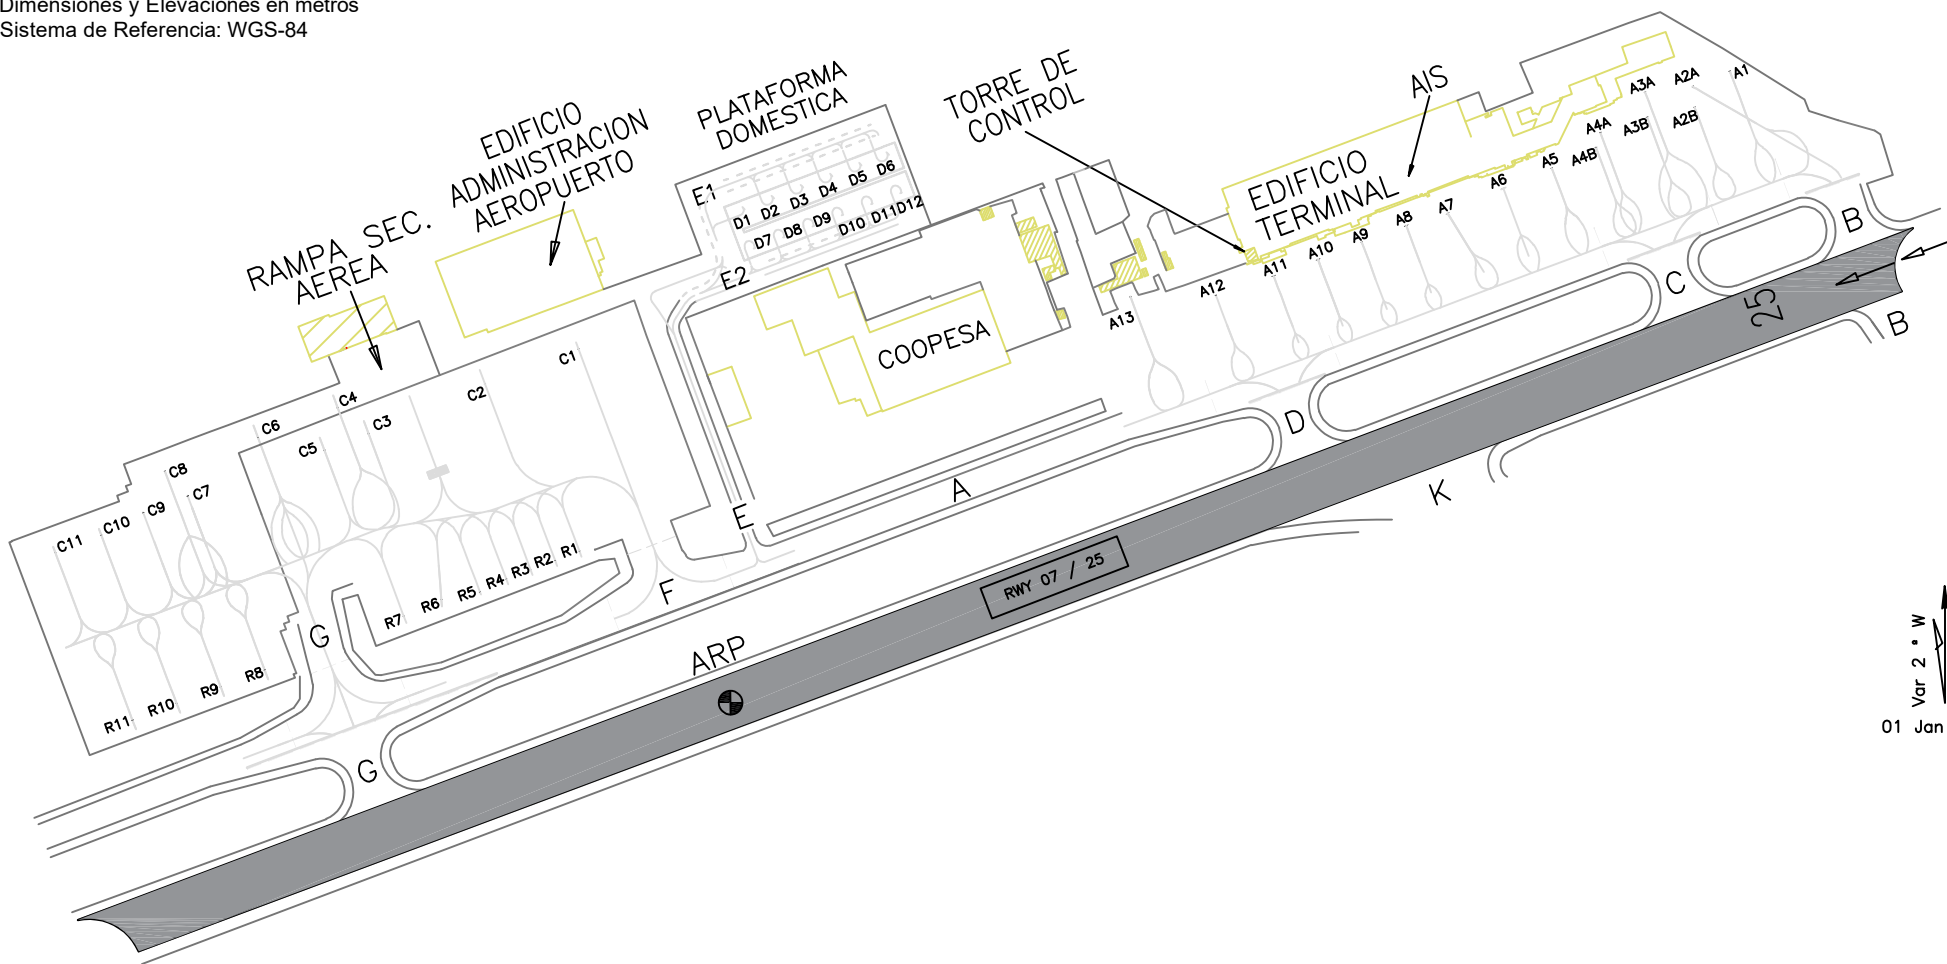 Dimensiones y Elevaciones en metros
Sistema de Referencia: WGS-84
RAMPA SEC.
AEREA
EDIFICIO
ADMINISTRACION
AEROPUERTO
PLATAFORMA
DOMESTICA
TORRE DE
CONTROL
AIS
EDIFICIO
TERMINAL
COOPESA
E1
E2
D1
D2
D3
D4
D5
D6
D7
D8
D9
D10
D11
D12
A1
A2A
A2B
A3A
A3B
A4A
A4B
A5
A6
A7
A8
A9
A10
A11
A12
A13
C1
C2
C3
C4
C5
C6
C7
C8
C9
C10
C11
R1
R2
R3
R4
R5
R6
R7
R8
R9
R10
R11
A
B
B
C
D
E
F
G
G
K
25
RWY 07 / 25
ARP
Var 2 ° W
01 Jan